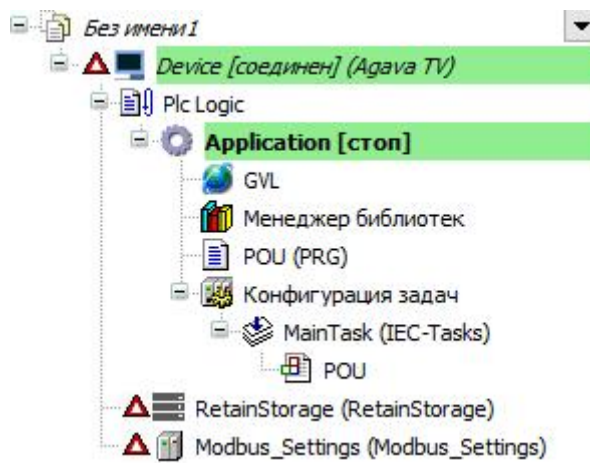 Без имени1
Device [соединен] (Agava TV)
Plc Logic
Application [стоп]
GVL
Менеджер библиотек
POU (PRG)
Конфигурация задач
MainTask (IEC-Tasks)
POU
RetainStorage (RetainStorage)
Modbus_Settings (Modbus_Settings)